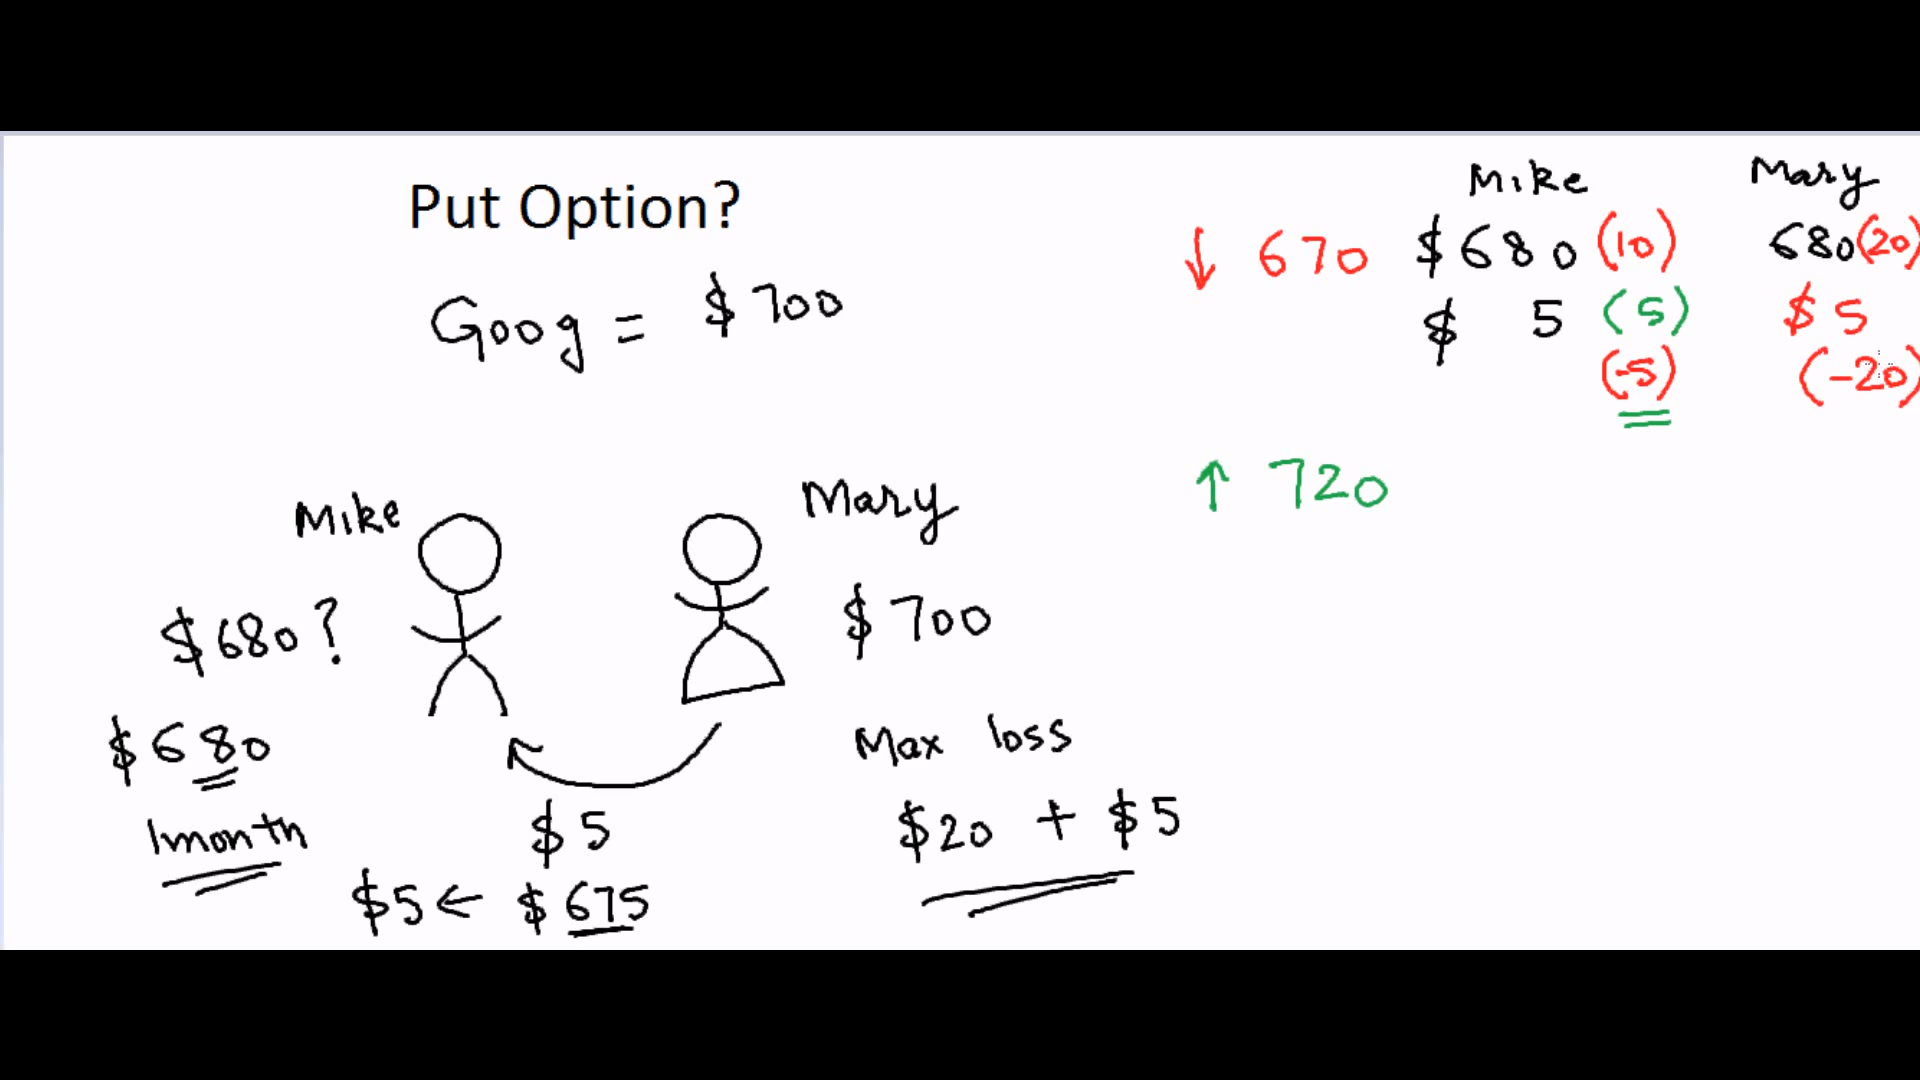 Put Option?
Goog = $700
Mike Mary
↓ 670 $680 (10) 680(20)
$ 5 (5) $5
(-5) (-20)
↑ 720
Mike
$680?
$680
1month
Mary
$700
Max loss
$20 + $5
$5
$5 ← $675